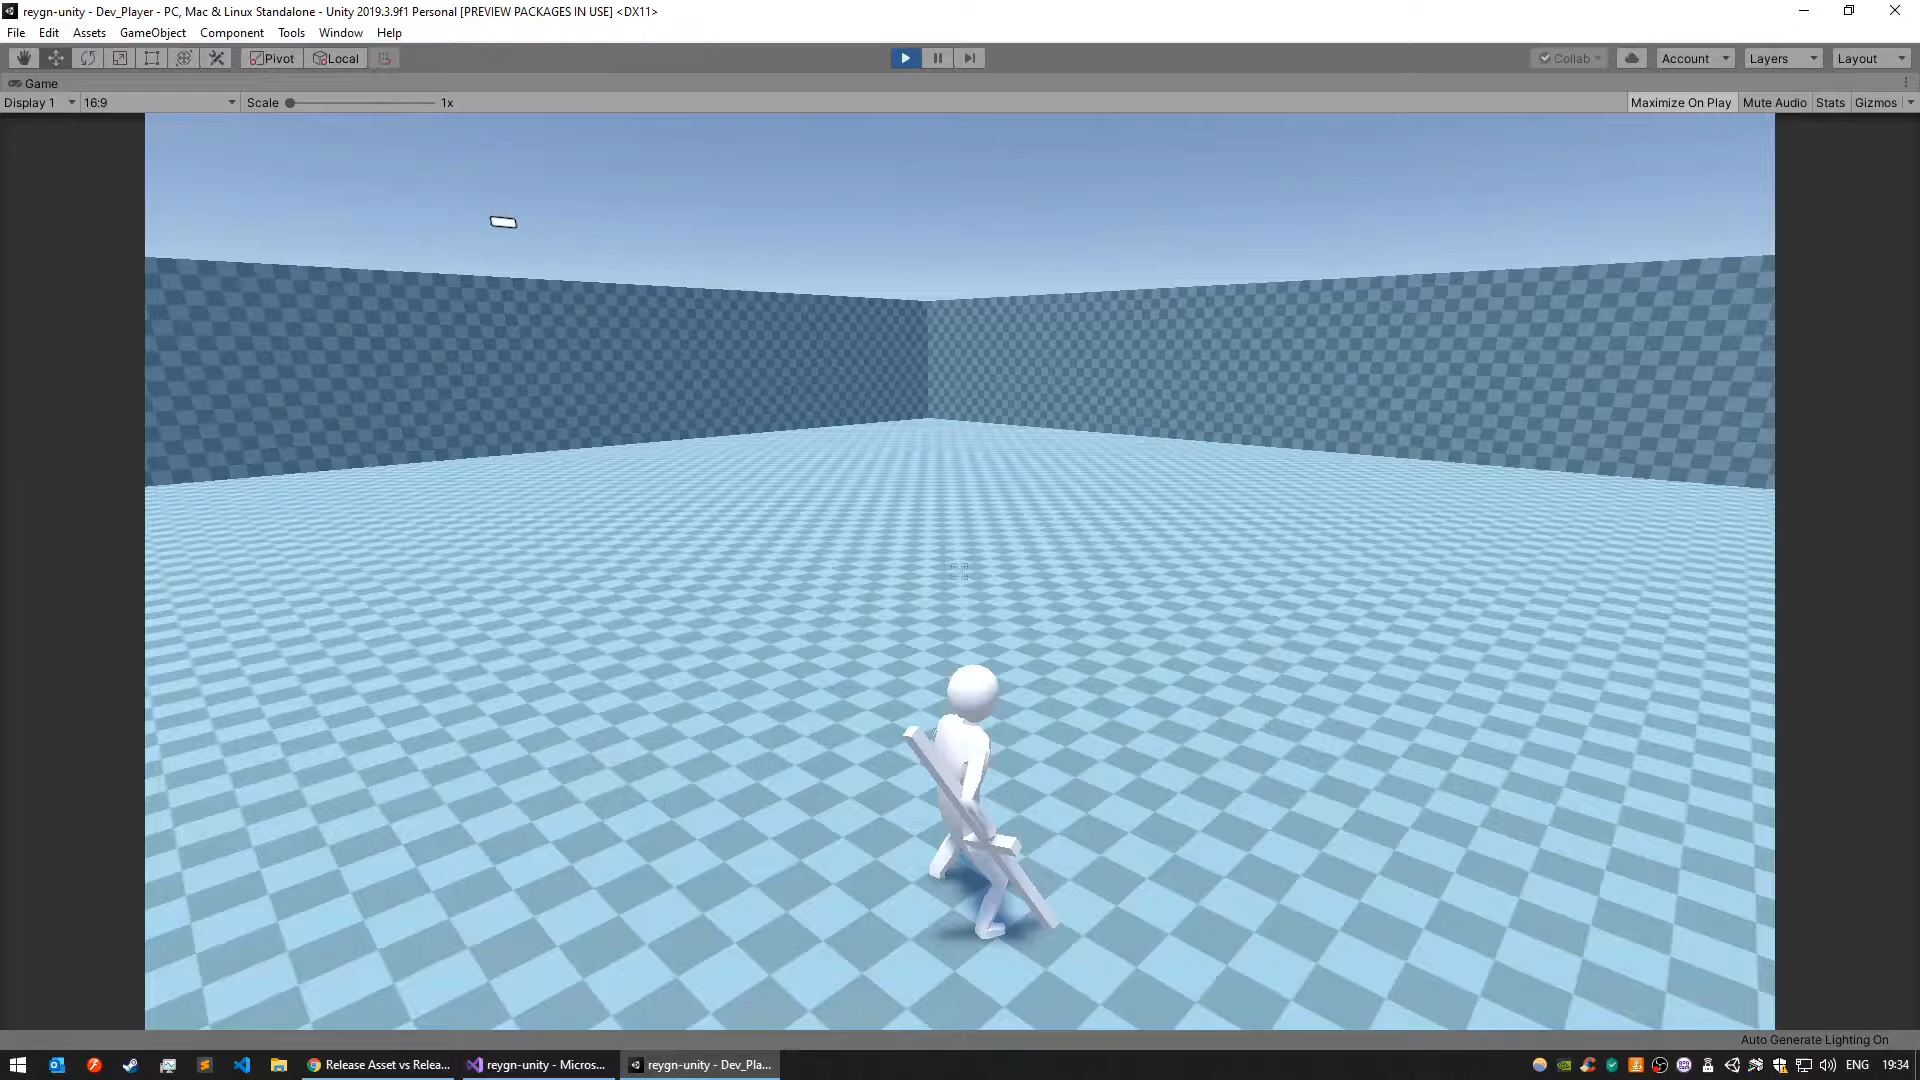 reygn-unity - Dev_Player - PC, Mac & Linux Standalone - Unity 2019.3.9f1 Personal [PREVIEW PACKAGES IN USE] <DX11>
File Edit Assets GameObject Component Tools Window Help
Pivot Local Collab Account Layers Layout
Game
Display 1 16:9 Scale 1x Maximize On Play Mute Audio Stats Gizmos
Auto Generate Lighting On
Release Asset vs Relea... reygn-unity - Micros... reygn-unity - Dev_Pla... ENG 19:34